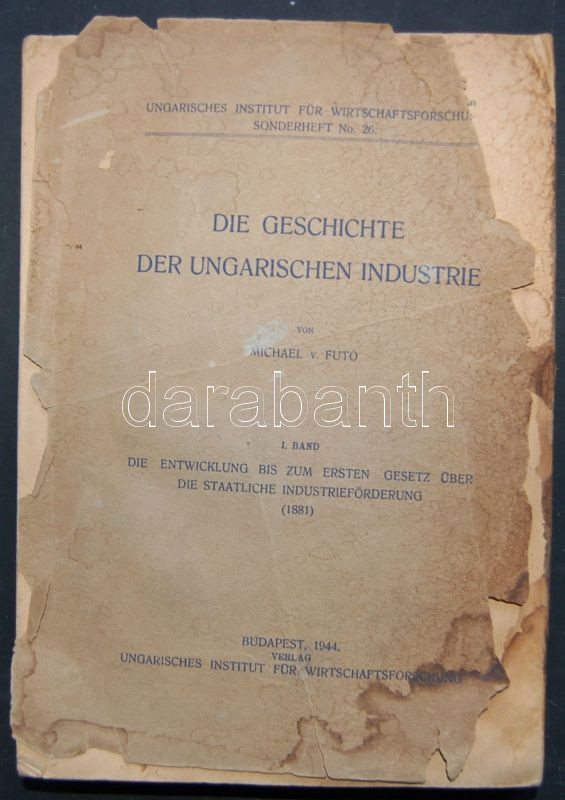 UNGARISCHES INSTITUT FÜR WIRTSCHAFTSFORSCHU
SONDERHEFT No. 26.
DIE GESCHICHTE
DER UNGARISCHEN INDUSTRIE
VON
MICHAEL v. FUTÓ
darabanth
I. BAND
DIE ENTWICKLUNG BIS ZUM ERSTEN GESETZ ÜBER
DIE STAATLICHE INDUSTRIEFÖRDERUNG
(1881)
BUDAPEST, 1944.
VERLAG
UNGARISCHES INSTITUT FÜR WIRTSCHAFTSFORSCHUNG